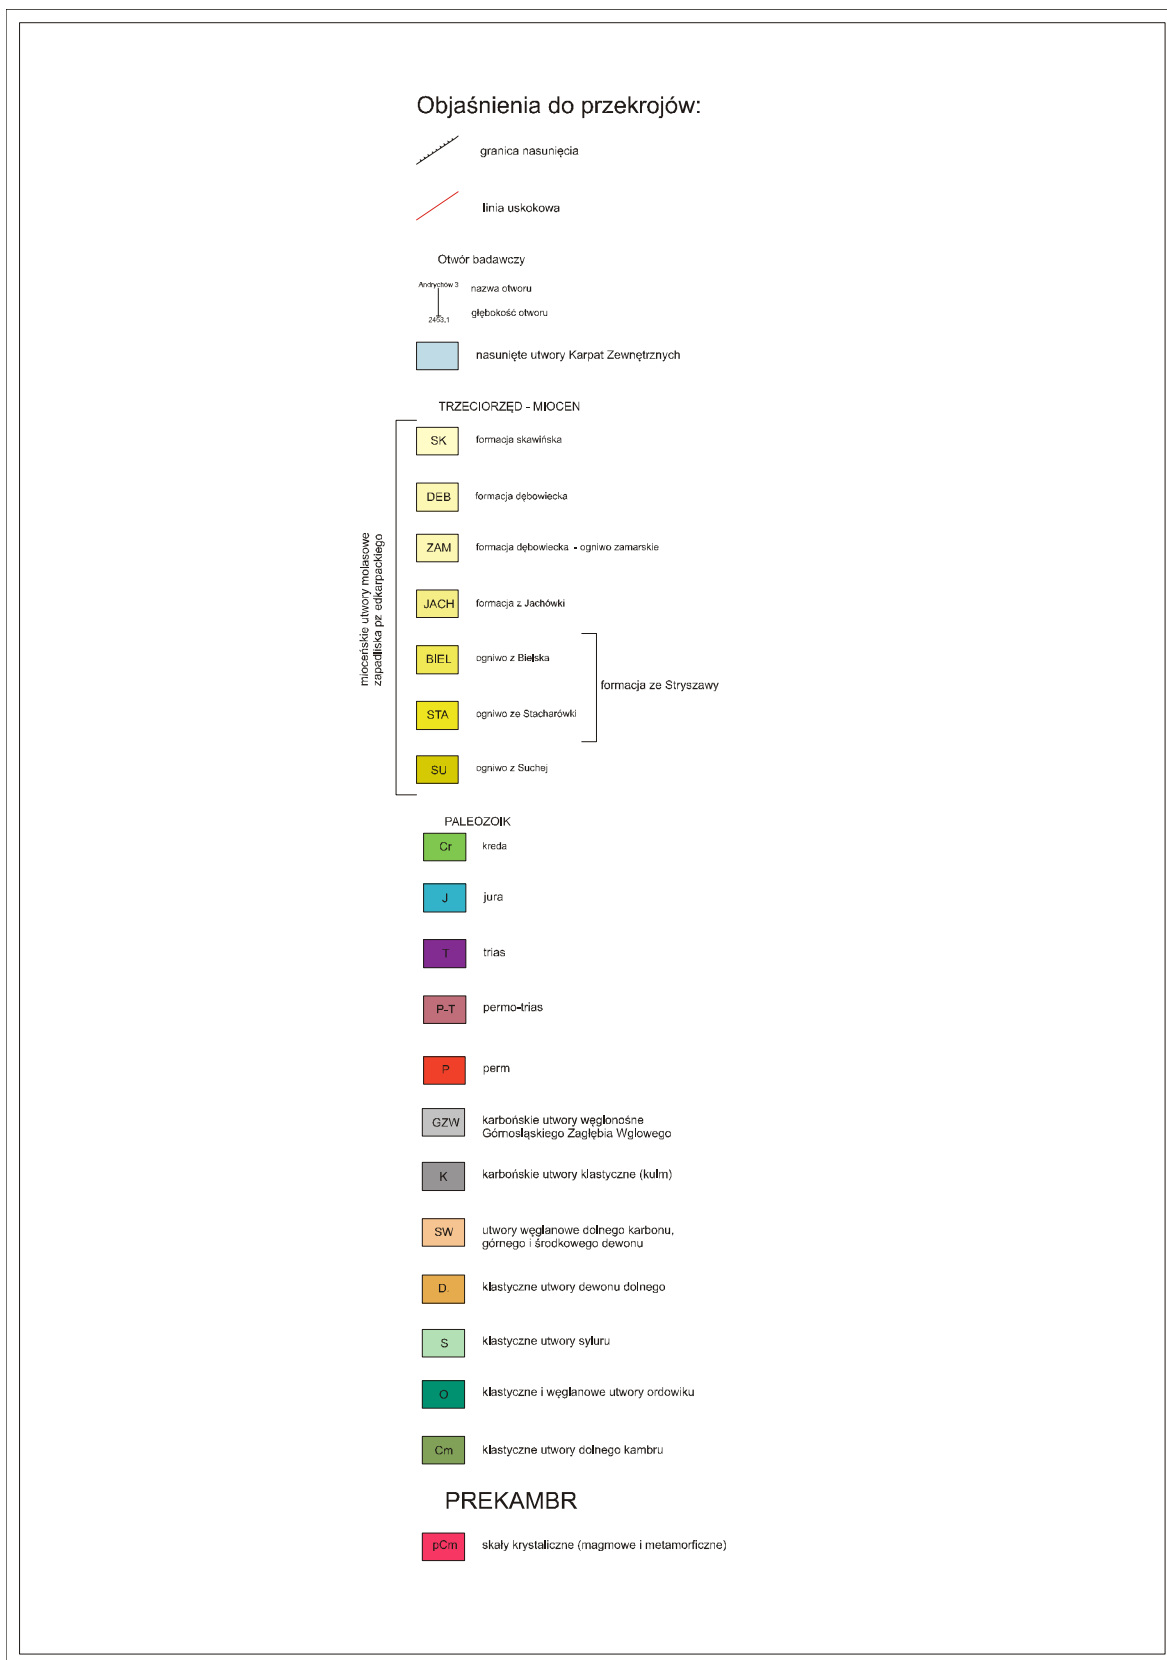 Objaśnienia do przekrojów:
granica nasunięcia
linia uskokowa
Otwór badawczy
Andrychów 3
nazwa otworu
głębokość otworu
2463,1
nasunięte utwory Karpat Zewnętrznych
TRZECIORZĘD - MIOCEN
mioceńskie utwory molasowe
zapadliska pz edkarpackiego
SK formacja skawińska
DEB formacja dębowiecka
ZAM formacja dębowiecka - ogniwo zamarskie
JACH formacja z Jachówki
BIEL ogniwo z Bielska
formacja ze Stryszawy
STA ogniwo ze Stacharówki
SU ogniwo z Suchej
PALEOZOIK
Cr kreda
J jura
T trias
P-T permo-trias
P perm
GZW karbońskie utwory węglonośne
Górnosląskiego Zagłębia Wglowego
K karbońskie utwory klastyczne (kulm)
SW utwory węglanowe dolnego karbonu,
górnego i środkowego dewonu
D. klastyczne utwory dewonu dolnego
S klastyczne utwory syluru
O klastyczne i węglanowe utwory ordowiku
Cm klastyczne utwory dolnego kambru
PREKAMBR
pCm skały krystaliczne (magmowe i metamorficzne)